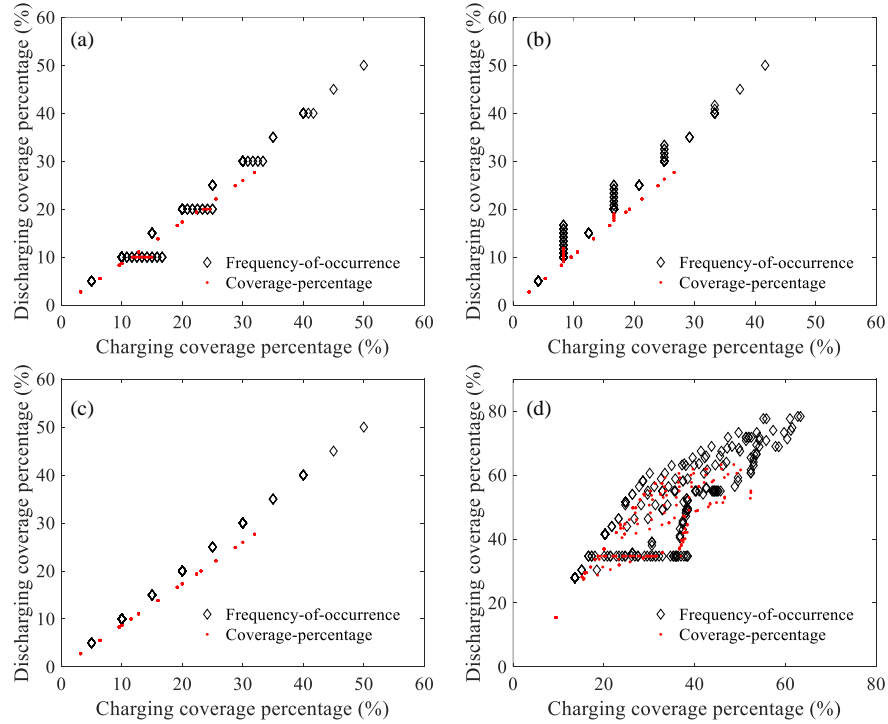 (a)
Discharging coverage percentage (%)
60
50
40
30
20
10
0
Frequency-of-occurrence
Coverage-percentage
0 10 20 30 40 50 60
Charging coverage percentage (%)
(b)
Discharging coverage percentage (%)
60
50
40
30
20
10
0
Frequency-of-occurrence
Coverage-percentage
0 10 20 30 40 50 60
Charging coverage percentage (%)
(c)
Discharging coverage percentage (%)
60
50
40
30
20
10
0
Frequency-of-occurrence
Coverage-percentage
0 10 20 30 40 50 60
Charging coverage percentage (%)
(d)
Discharging coverage percentage (%)
80
60
40
20
0
Frequency-of-occurrence
Coverage-percentage
0 20 40 60 80
Charging coverage percentage (%)